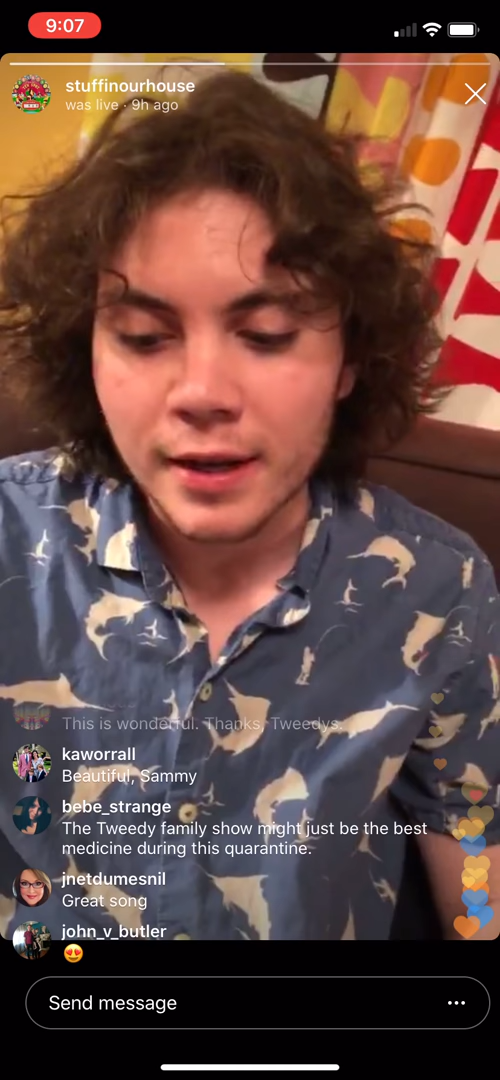 9:07
stuffinourhouse
was live · 9h ago
This is wonderful. Thanks, Tweedys.
kaworrall
Beautiful, Sammy
bebe_strange
The Tweedy family show might just be the best
medicine during this quarantine.
jnetdumesnil
Great song
john_v_butler
😍
Send message